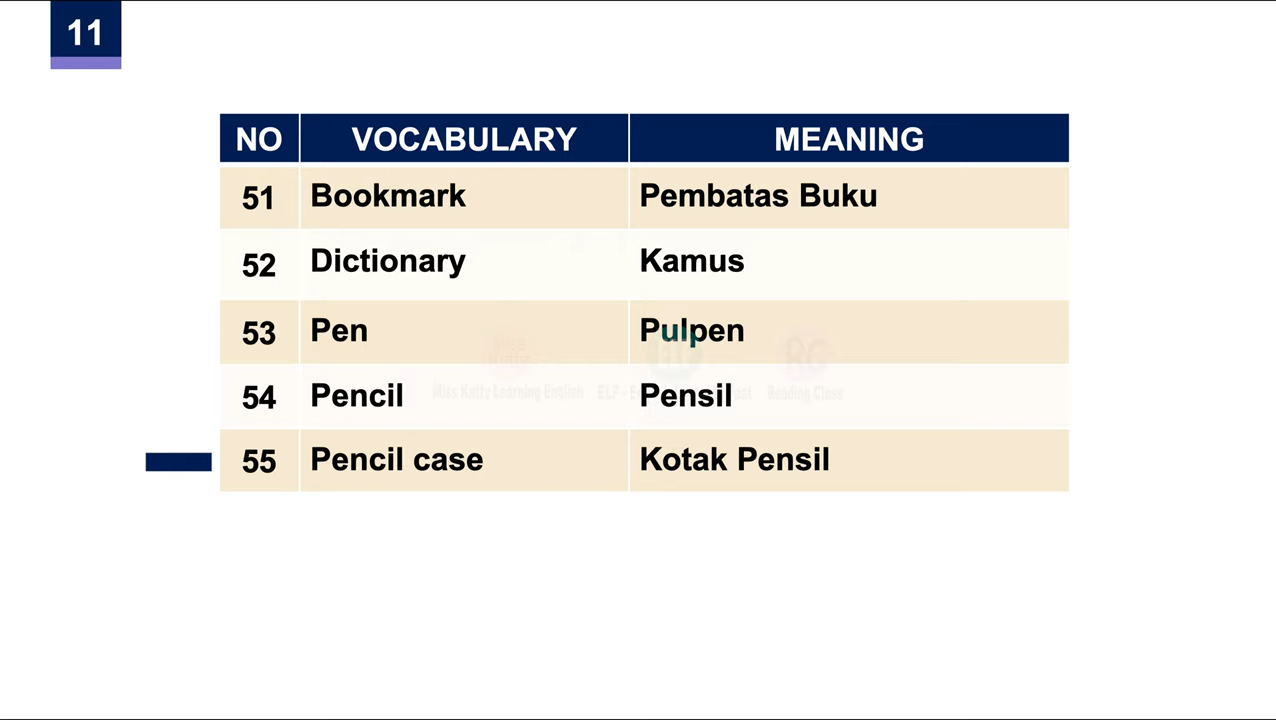 11
NO VOCABULARY MEANING
51 Bookmark Pembatas Buku
52 Dictionary Kamus
53 Pen Pulpen
54 Pencil Pensil
55 Pencil case Kotak Pensil
Miss Katty Learning English
Reading Class